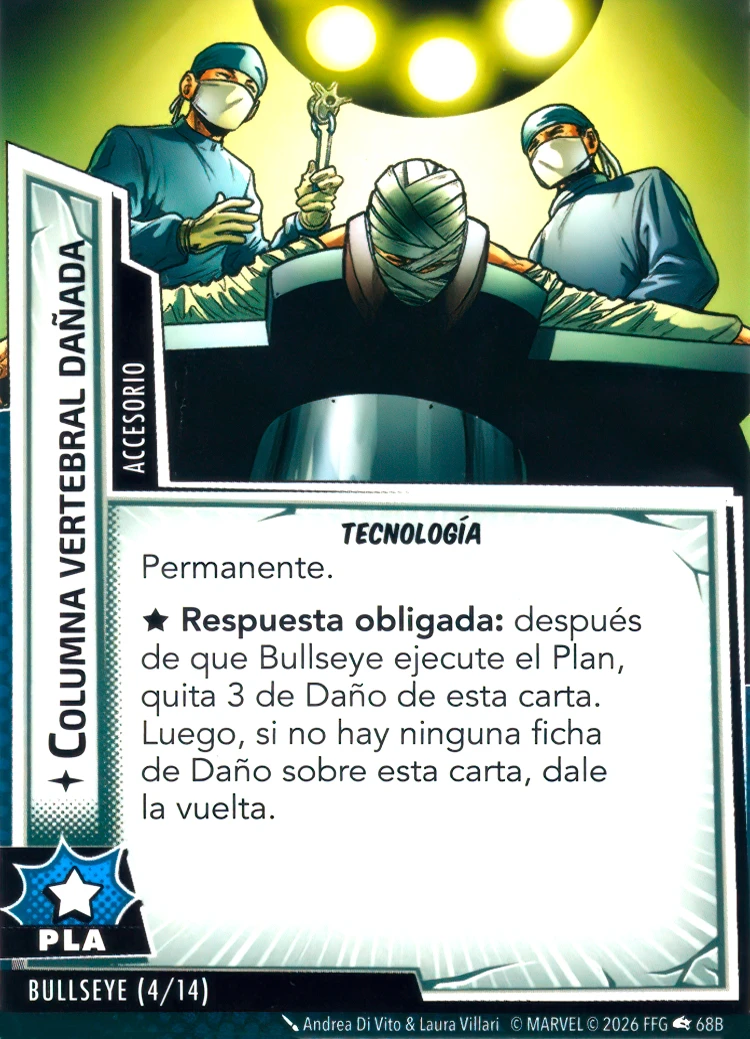 COLUMNA VERTEBRAL DAÑADA
ACCESORIO
TECNOLOGÍA
Permanente.
★ Respuesta obligada: después
de que Bullseye ejecute el Plan,
quita 3 de Daño de esta carta.
Luego, si no hay ninguna ficha
de Daño sobre esta carta, dale
la vuelta.
PLA
BULLSEYE (4/14)
Andrea Di Vito & Laura Villari © MARVEL © 2026 FFG 68B